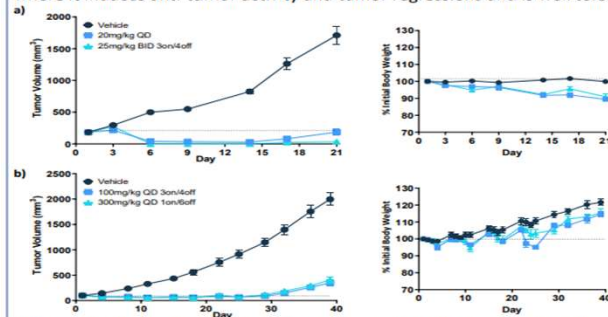 a)
Vehicle
20mg/kg QD
25mg/kg BID 3on/4off
Tumor Volume (mm³)
2000
1500
1000
500
0
0 3 6 9 12 15 18 21
Day
% Initial Body Weight
130
120
110
100
90
80
70
0 3 6 9 12 15 18 21
Day
b)
Vehicle
100mg/kg QD 3on/4off
300mg/kg QD 1on/6off
Tumor Volume (mm³)
2500
2000
1500
1000
500
0
0 10 20 30 40
Day
% Initial Body Weight
130
120
110
100
90
80
70
0 10 20 30 40
Day